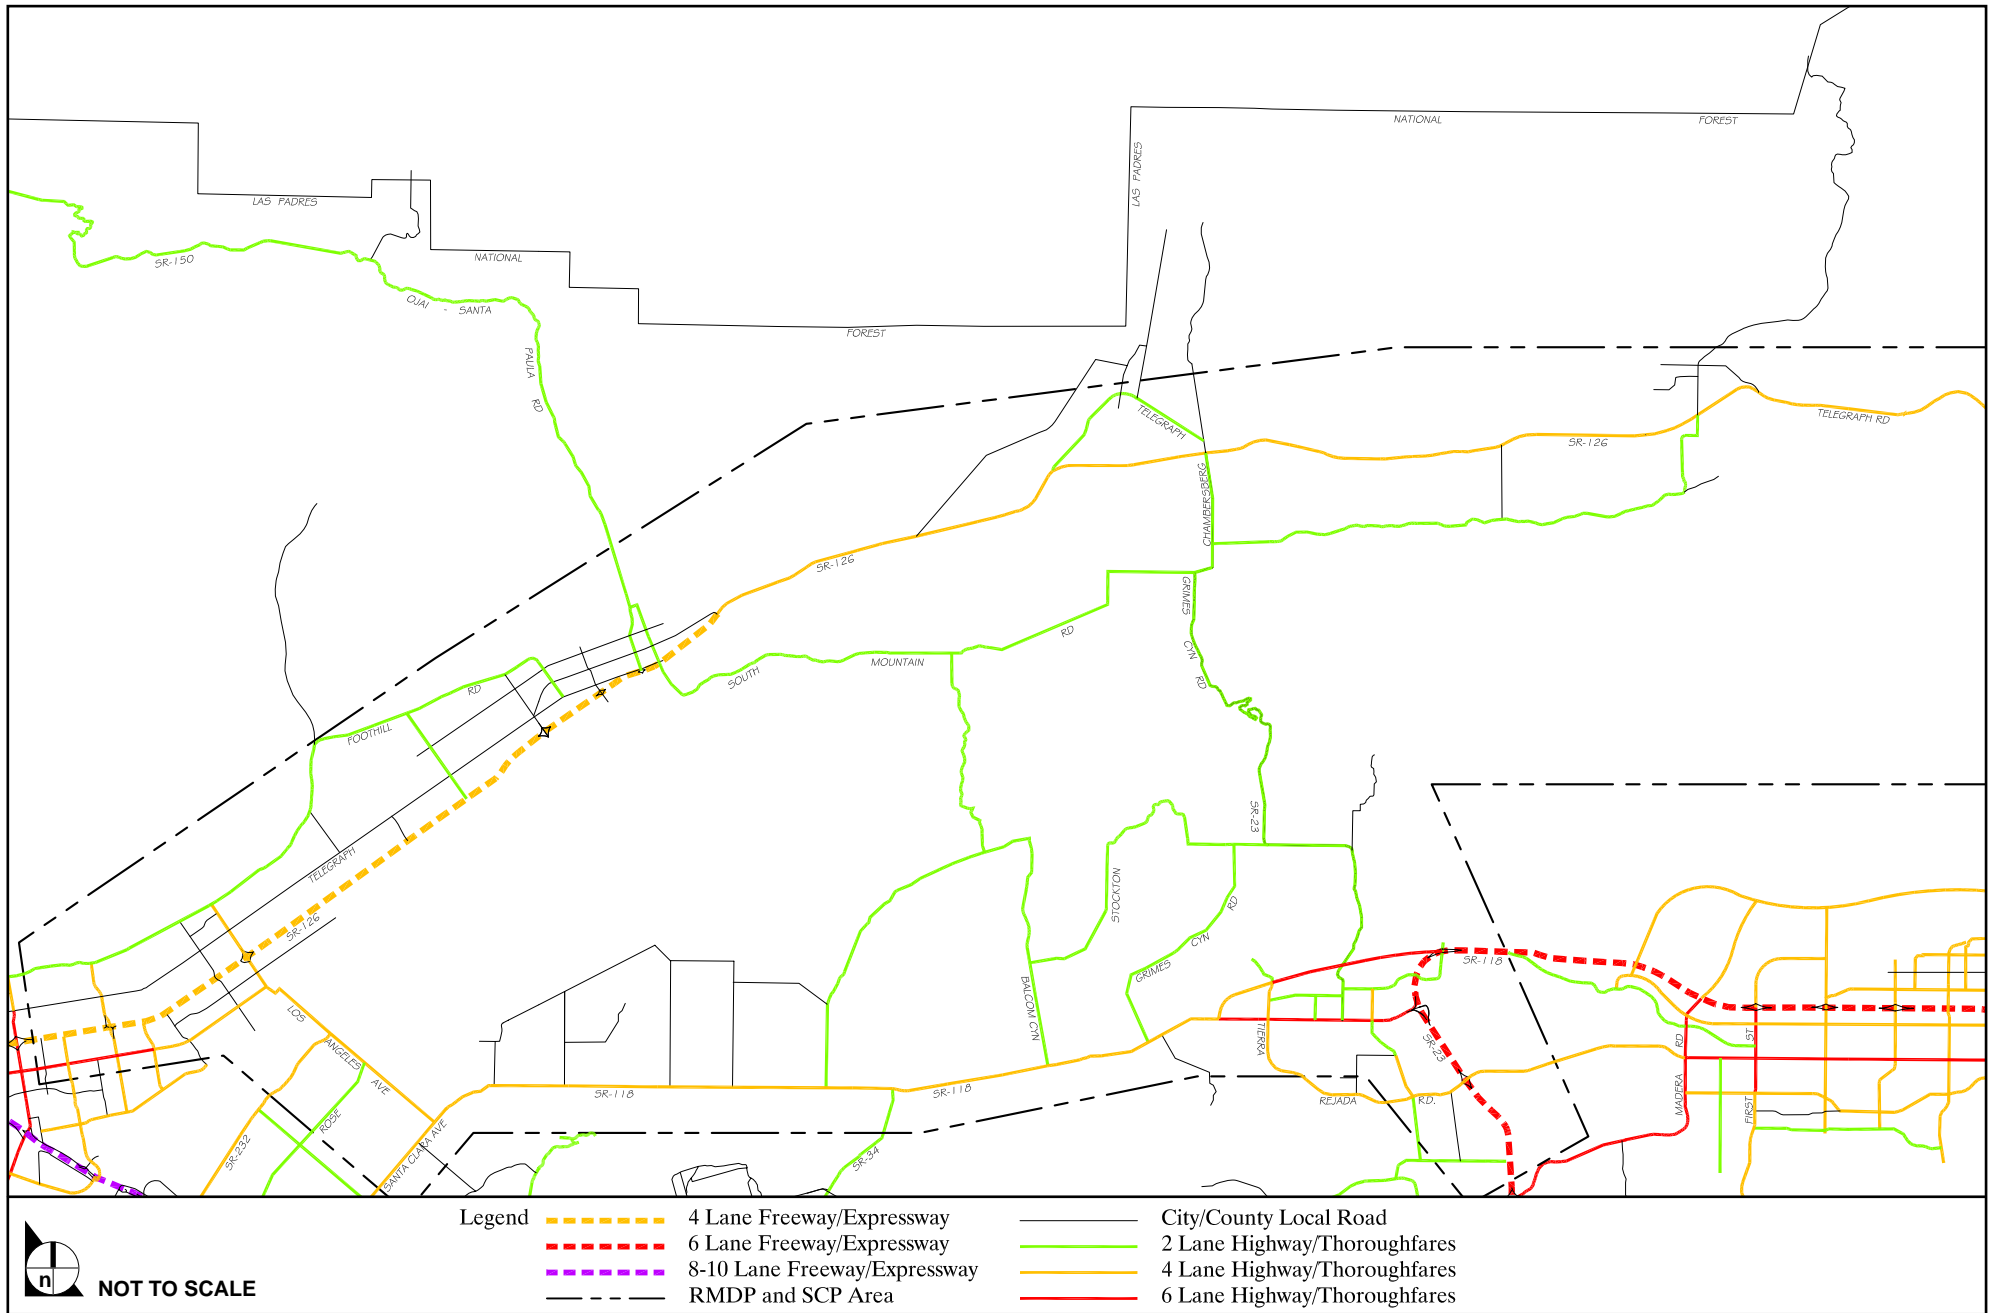 NATIONAL
FOREST
LAS PADRES
LAS PADRES
SR-150
NATIONAL
OJAI - SANTA
FOREST
PAULA
RD
TELEGRAPH
TELEGRAPH RD
SR-126
CHAMBERSBERG
SR-126
GRIMES
CYN
RD
RD
MOUNTAIN
SOUTH
RD
FOOTHILL
SR-23
TELEGRAPH
STOCKTON
RD
CYN
GRIMES
SR-126
SR-118
BALCOM CYN
LOS
ANGELES
AVE
TIERRA
SR-23
RD
ST
MADERA
FIRST
SR-118
SR-118
REJADA
RD.
ROSE
SR-232
SANTA CLARA AVE
SR-34
Legend
4 Lane Freeway/Expressway
6 Lane Freeway/Expressway
8-10 Lane Freeway/Expressway
RMDP and SCP Area
City/County Local Road
2 Lane Highway/Thoroughfares
4 Lane Highway/Thoroughfares
6 Lane Highway/Thoroughfares
n
NOT TO SCALE